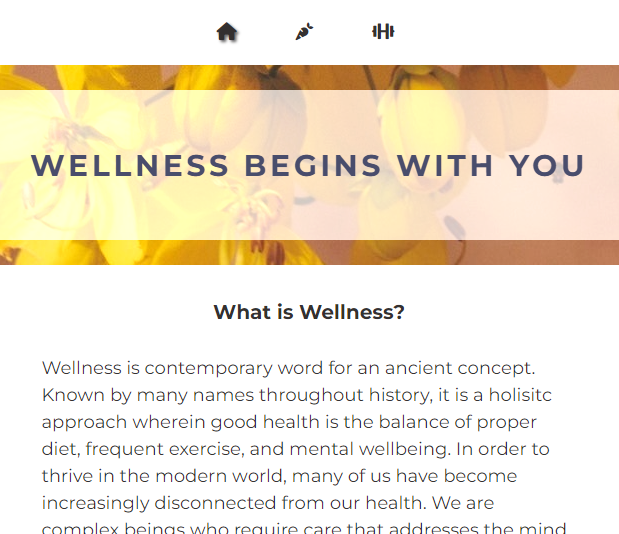 WELLNESS BEGINS WITH YOU
What is Wellness?
Wellness is contemporary word for an ancient concept.
Known by many names throughout history, it is a holisitc
approach wherein good health is the balance of proper
diet, frequent exercise, and mental wellbeing. In order to
thrive in the modern world, many of us have become
increasingly disconnected from our health. We are
complex beings who require care that addresses the mind